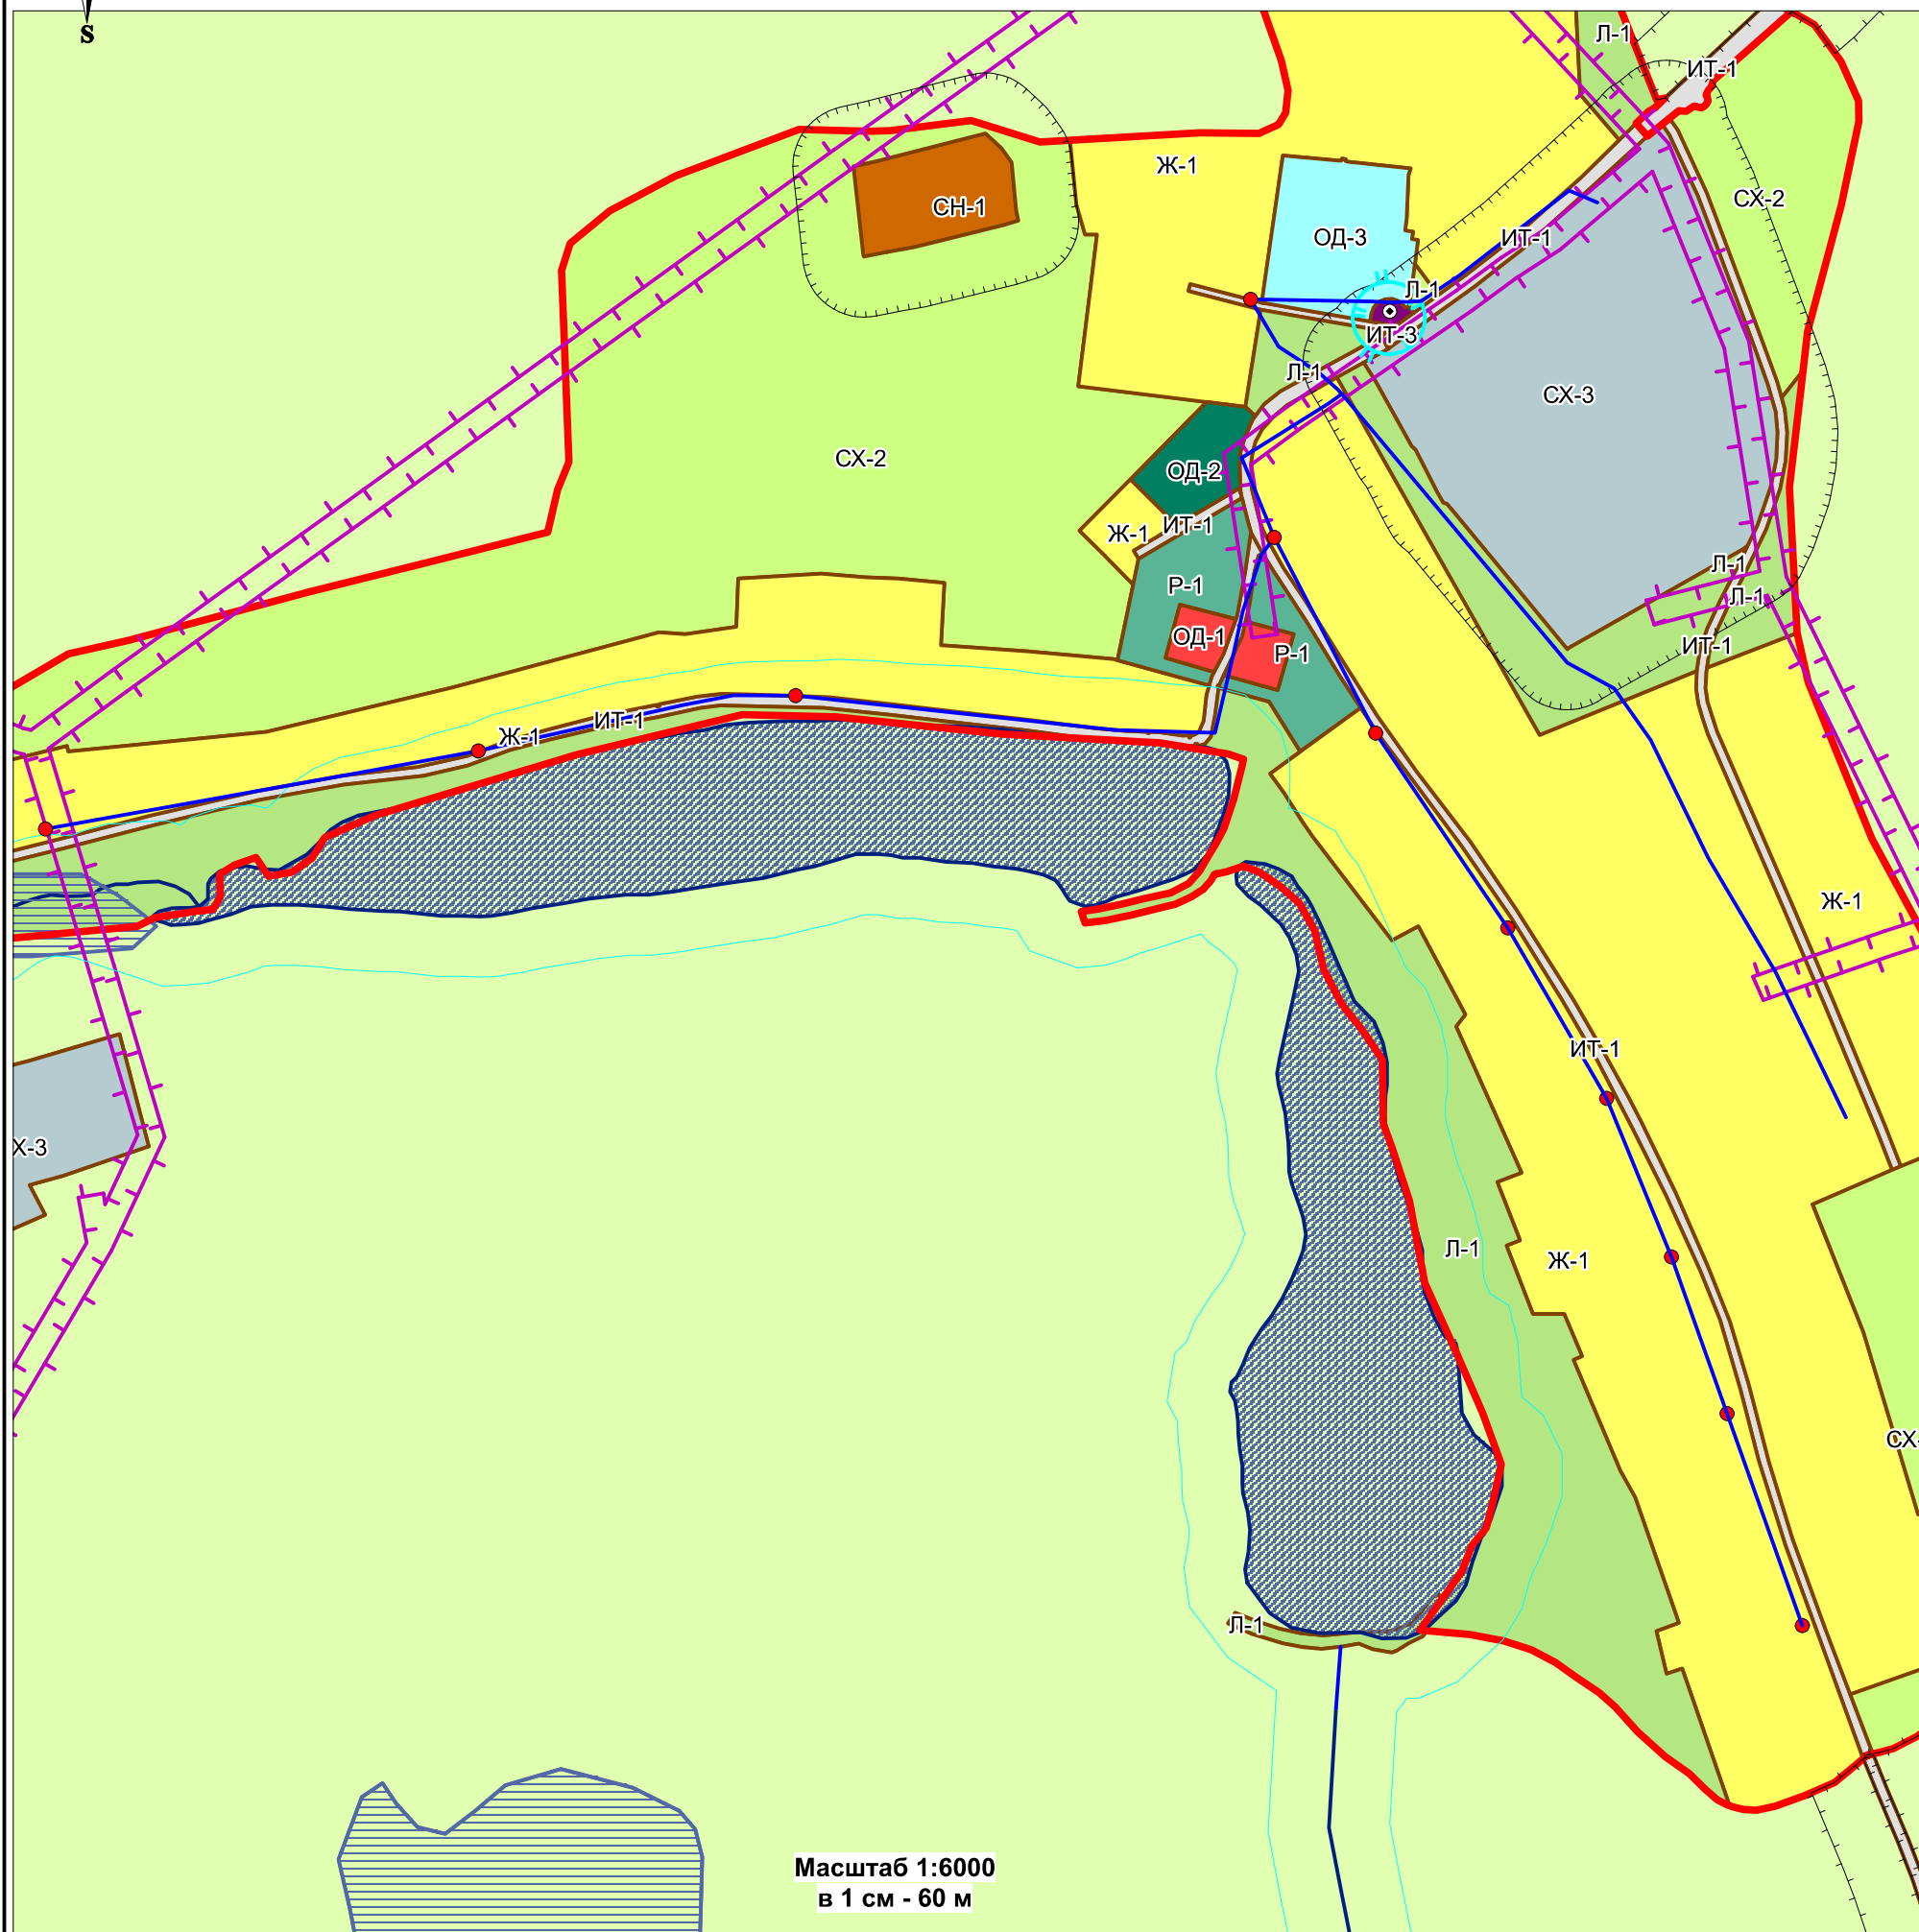 S
Л-1
ИТ-1
Ж-1
СХ-2
СН-1
ОД-3
ИТ-1
Л-1
ИТ-3
Л-1
СХ-3
СХ-2
ОД-2
ИТ-1
Ж-1
Л-1
Р-1
Л-1
ОД-1
ИТ-1
Р-1
ИТ-1
Ж-1
Ж-1
ИТ-1
Х-3
Л-1
Ж-1
СХ-
Л-1
Масштаб 1:6000
в 1 см - 60 м